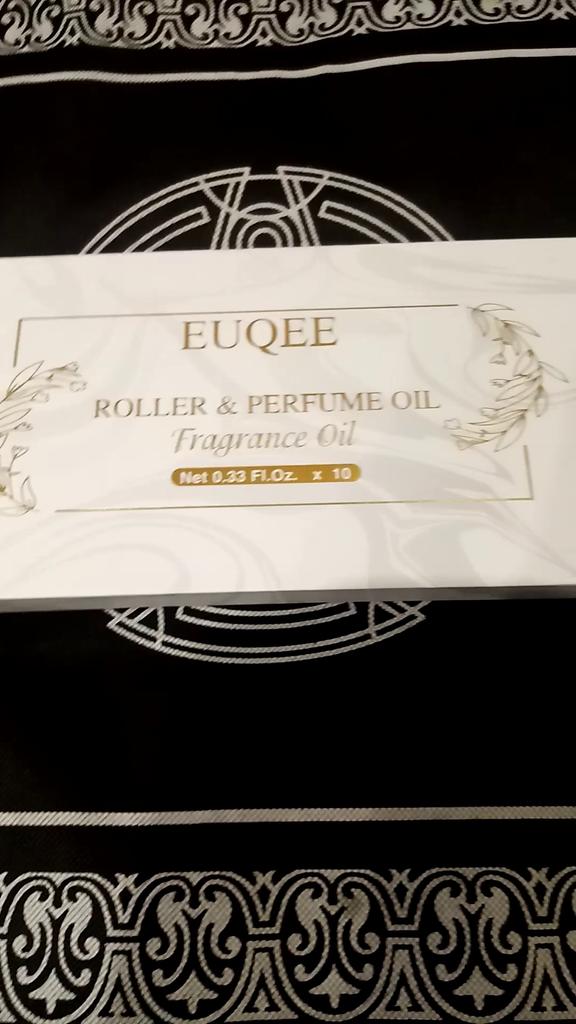 EUQEE
ROLLER & PERFUME OIL
Fragrance Oil
Net 0.33 Fl.Oz. x 10